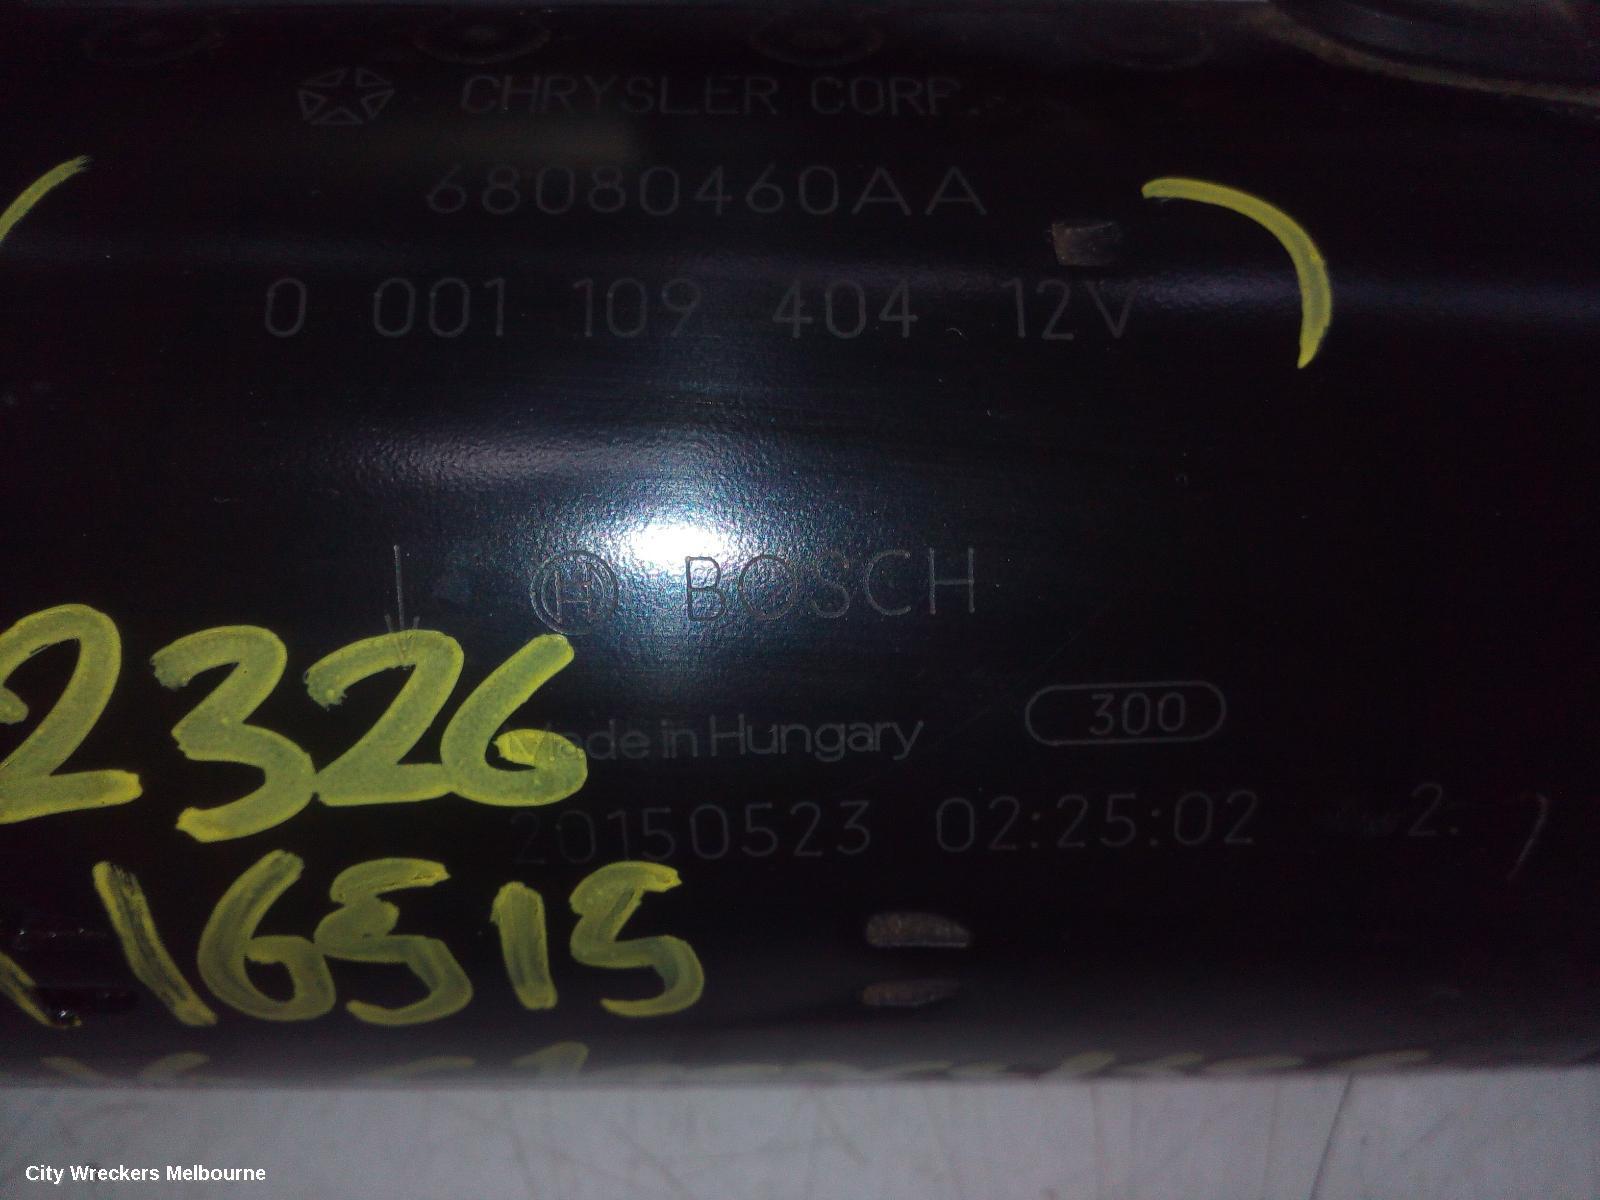 CHRYSLER CORP.
68080460AA
0 001 109 404 12V
BOSCH
2326
Made in Hungary 300
20150523 02:25:02 2:
16515
City Wreckers Melbourne